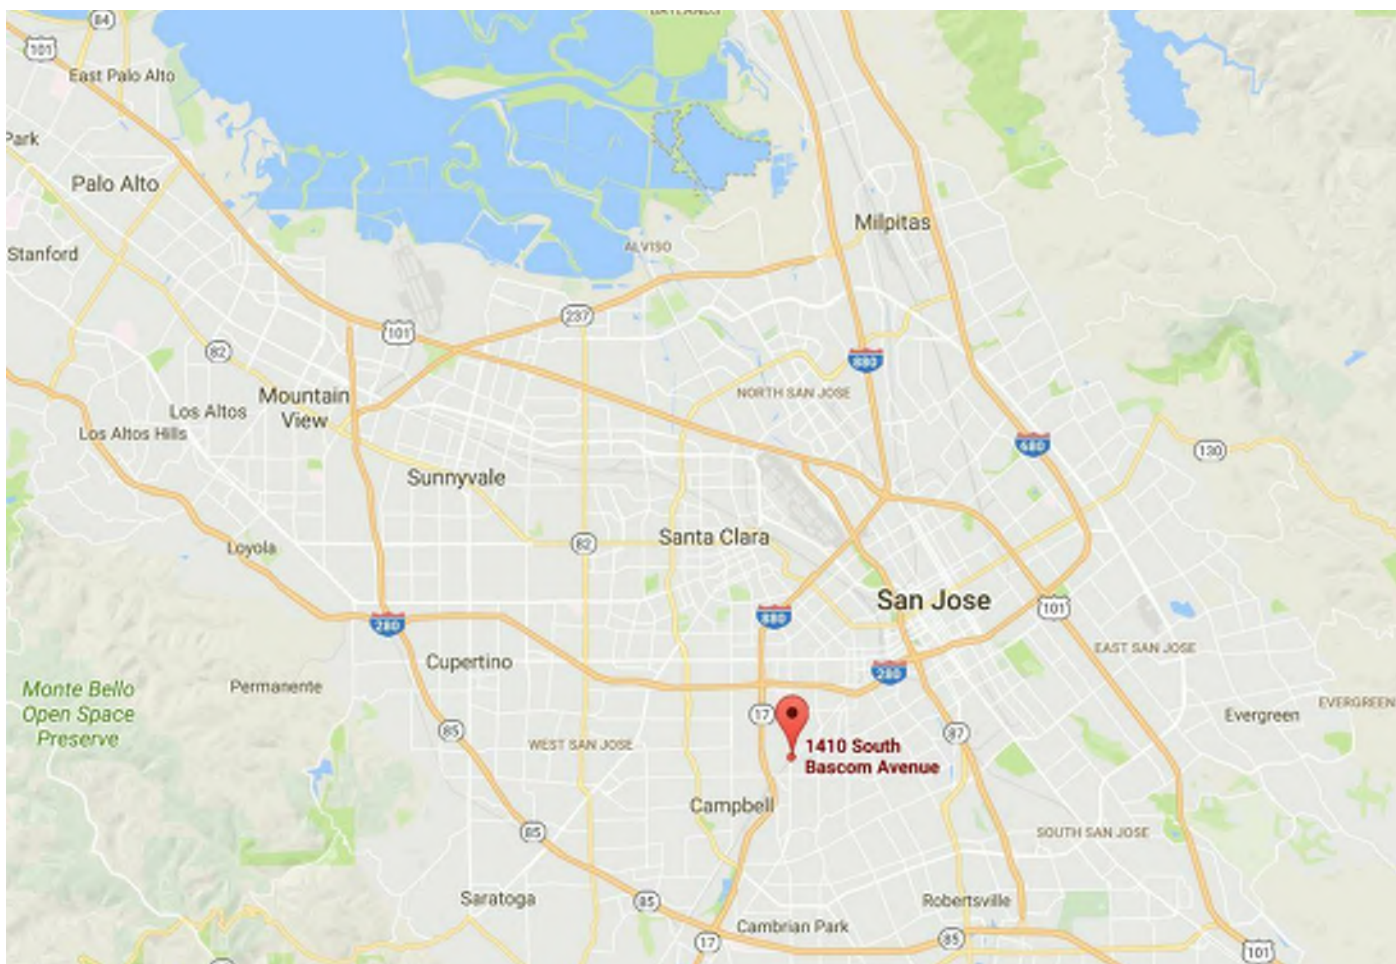 BAYLANDS
84
101
East Palo Alto
Park
Palo Alto
Milpitas
ALVISO
Stanford
237
101
82
880
Mountain
View
NORTH SAN JOSE
Los Altos
Los Altos Hills
680
130
Sunnyvale
Santa Clara
82
Loyola
San Jose
101
880
280
EAST SAN JOSE
Cupertino
280
Permanente
Monte Bello
Open Space
Preserve
EVERGREEN
Evergreen
17
85
87
WEST SAN JOSE
1410 South
Bascom Avenue
Campbell
85
SOUTH SAN JOSE
Saratoga
85
Robertsville
Cambrian Park
17
85
101